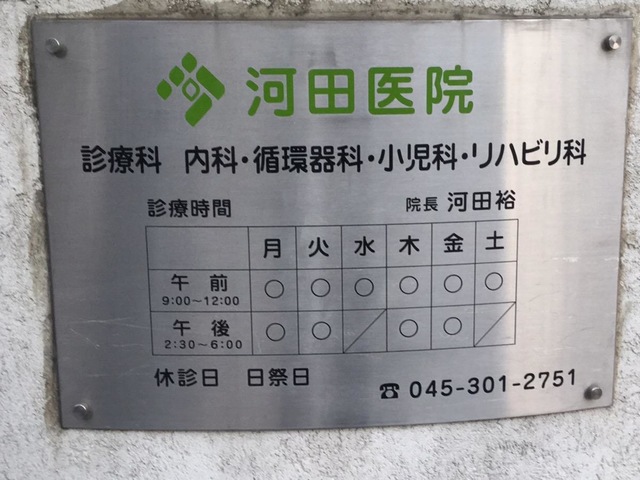 河田医院
診療科 内科・循環器科・小児科・リハビリ科
診療時間 院長 河田裕
月 火 水 木 金 土
午前 ○ ○ ○ ○ ○ ○
9:00～12:00
午後 ○ ○ ／ ○ ○ ／
2:30～6:00
休診日 日祭日 ☎ 045-301-2751